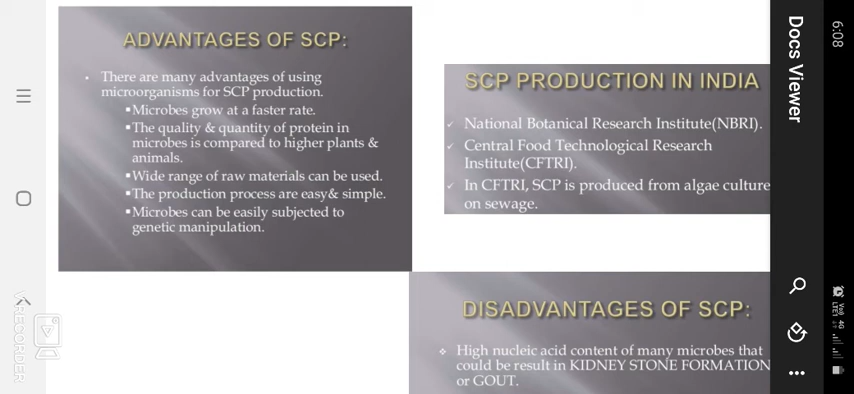 ADVANTAGES OF SCP:
• There are many advantages of using
microorganisms for SCP production.
▪Microbes grow at a faster rate.
▪The quality & quantity of protein in
microbes is compared to higher plants &
animals.
▪Wide range of raw materials can be used.
▪The production process are easy& simple.
▪Microbes can be easily subjected to
genetic manipulation.
SCP PRODUCTION IN INDIA
✓ National Botanical Research Institute(NBRI).
✓ Central Food Technological Research
Institute(CFTRI).
✓ In CFTRI, SCP is produced from algae culture
on sewage.
DISADVANTAGES OF SCP:
❖ High nucleic acid content of many microbes that
could be result in KIDNEY STONE FORMATION
or GOUT.
Docs Viewer
6:08
RECORDER